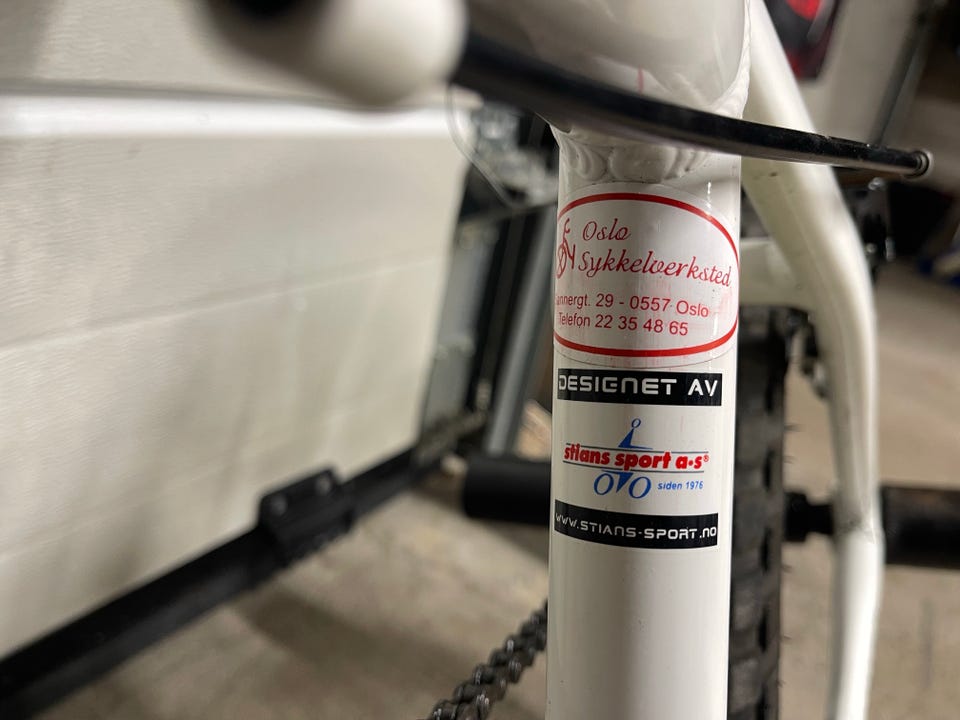 Oslo
Sykkelverksted
29 - 0557 Oslo
Telefon 22 35 48 65
DESIGNET AV
stians sport a•s®
siden 1976
WWW.STIANS-SPORT.NO